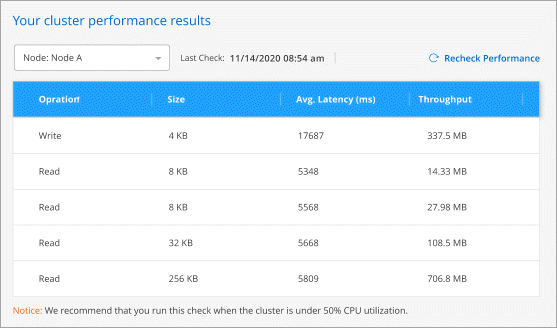 Your cluster performance results
Node: Node A Last Check: 11/14/2020 08:54 am Recheck Performance
Opration Size Avg. Latency (ms) Throughput
Write 4 KB 17687 337.5 MB
Read 8 KB 5348 14.33 MB
Read 8 KB 5568 27.98 MB
Read 32 KB 5668 108.5 MB
Read 256 KB 5809 706.8 MB
Notice: We recommend that you run this check when the cluster is under 50% CPU utilization.